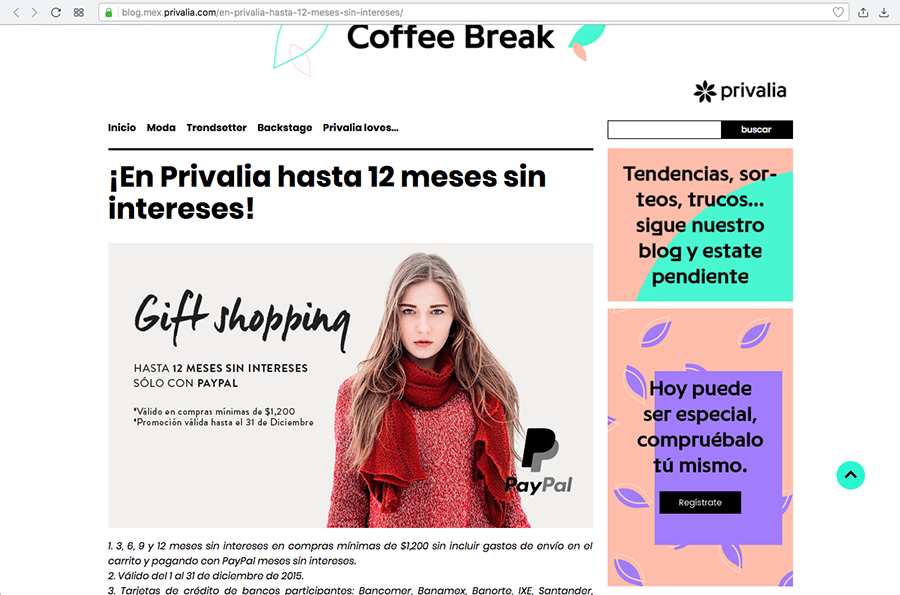 blog.mex.privalia.com/en-privalia-hasta-12-meses-sin-intereses/
Coffee Break
privalia
Inicio Moda Trendsetter Backstage Privalia loves...
buscar
¡En Privalia hasta 12 meses sin
intereses!
Gift shopping
HASTA 12 MESES SIN INTERESES
SÓLO CON PAYPAL
*Válido en compras mínimas de $1,200
*Promoción válida hasta el 31 de Diciembre
PayPal
1. 3, 6, 9 y 12 meses sin intereses en compras mínimas de $1,200 sin incluir gastos de envío en el
carrito y pagando con PayPal meses sin intereses.
2. Válido del 1 al 31 de diciembre de 2015.
3. Tarjetas de crédito de bancos participantes: Bancomer, Banamex, Banorte, IXE, Santander,
Tendencias, sor-
teos, trucos...
sigue nuestro
blog y estate
pendiente
Hoy puede
ser especial,
compruébalo
tú mismo.
Regístrate